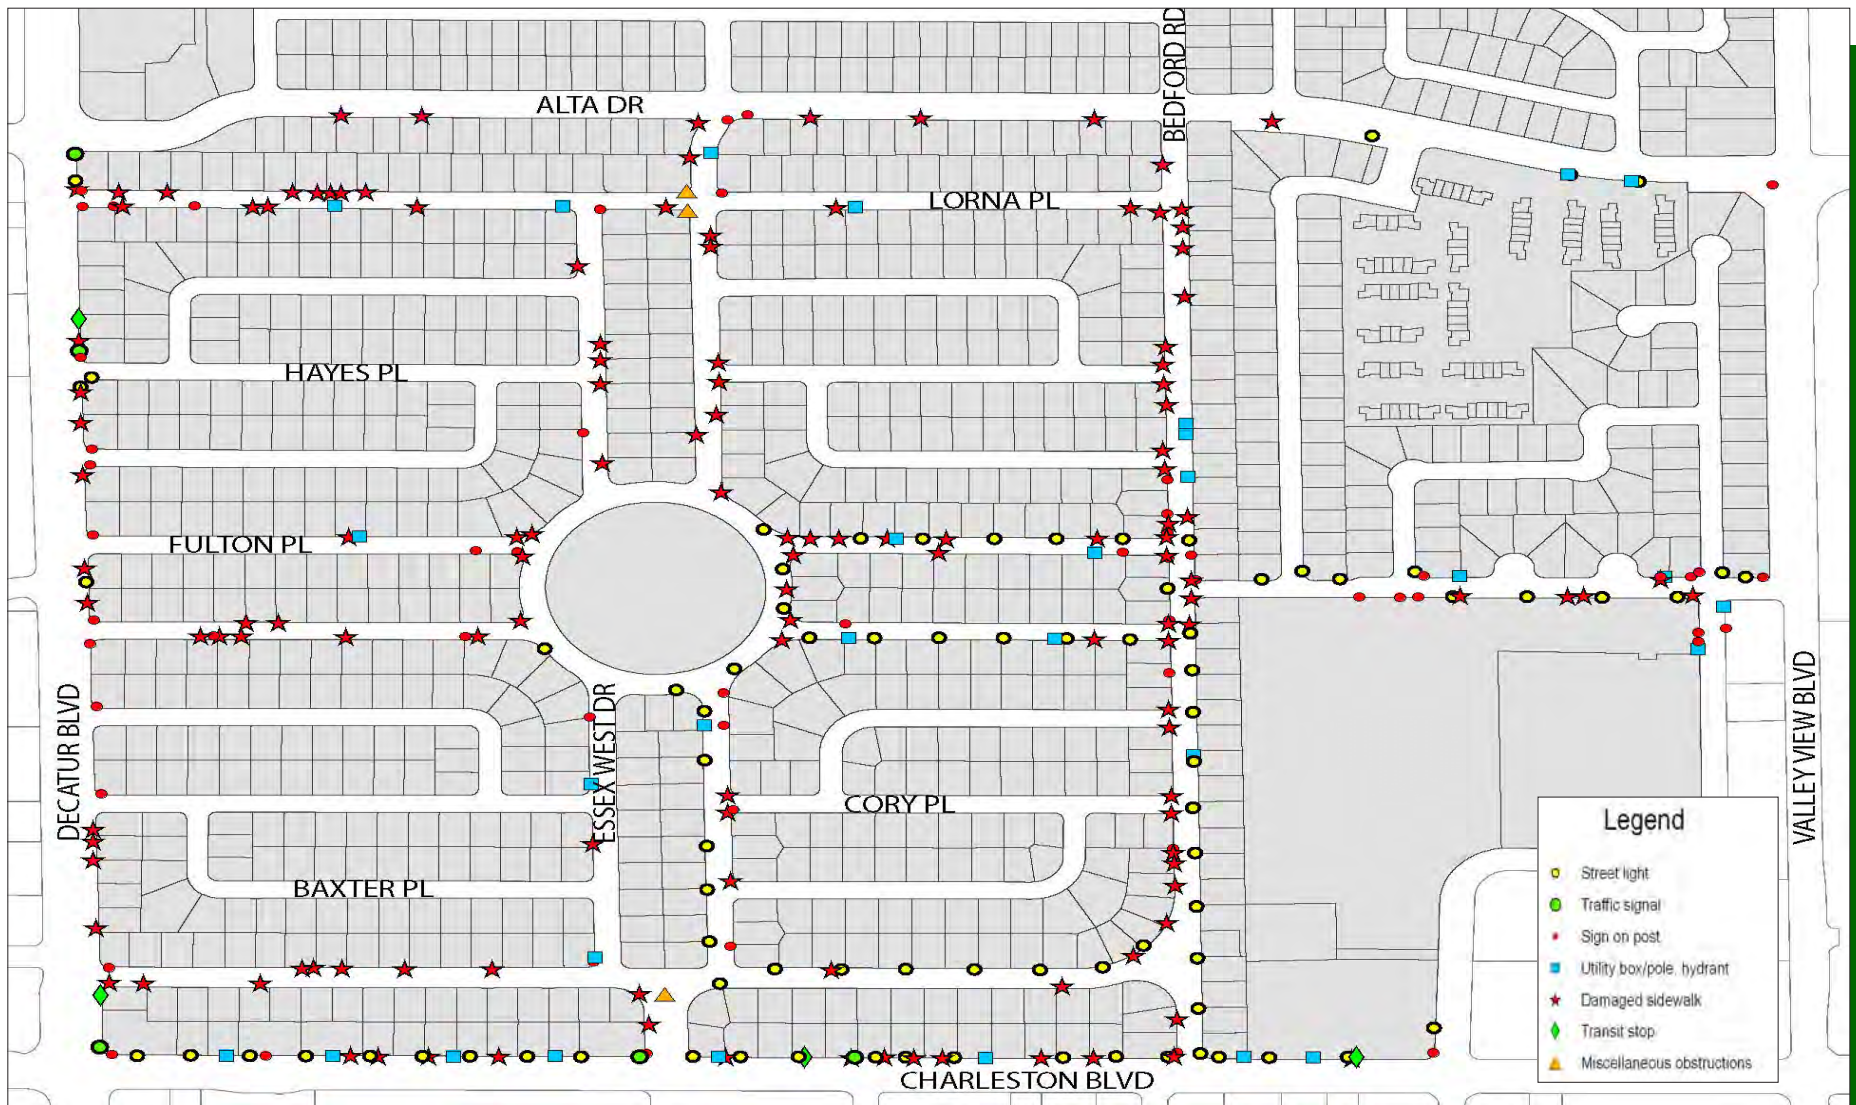 BEDFORD RD
ALTA DR
LORNA PL
HAYES PL
FULTON PL
DECATUR BLVD
ESSEX WEST DR
VALLEY VIEW BLVD
CORY PL
BAXTER PL
CHARLESTON BLVD
Legend
Street light
Traffic signal
Sign on post
Utility box/pole, hydrant
Damaged sidewalk
Transit stop
Miscellaneous obstructions